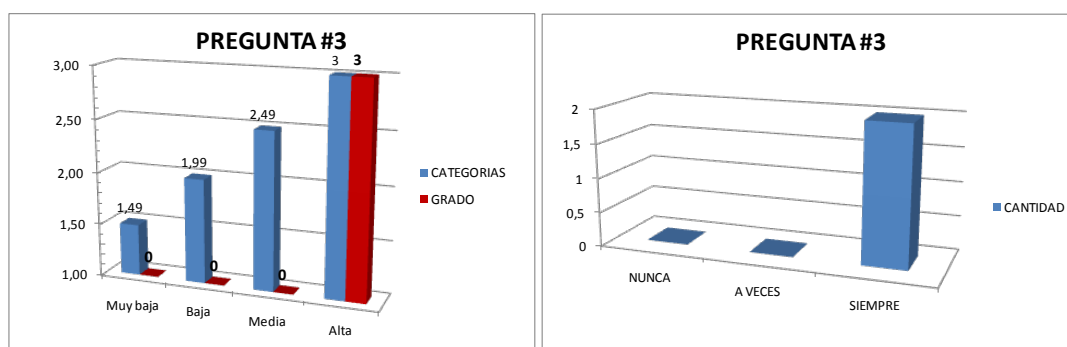 PREGUNTA #3
3,00
2,50
2,00
1,50
1,00
1,49
0
1,99
0
2,49
0
3
3
Muy baja
Baja
Media
Alta
CATEGORIAS
GRADO
PREGUNTA #3
2
1,5
1
0,5
0
NUNCA
A VECES
SIEMPRE
CANTIDAD